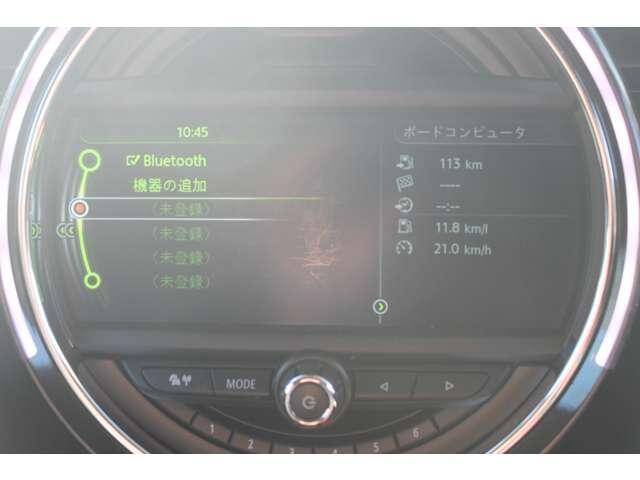 10:45
Bluetooth
機器の追加
(未登録)
(未登録)
(未登録)
(未登録)
ボードコンピュータ
113 km
----
--:--
11.8 km/l
21.0 km/h
MODE
1 2 3 4 5 6